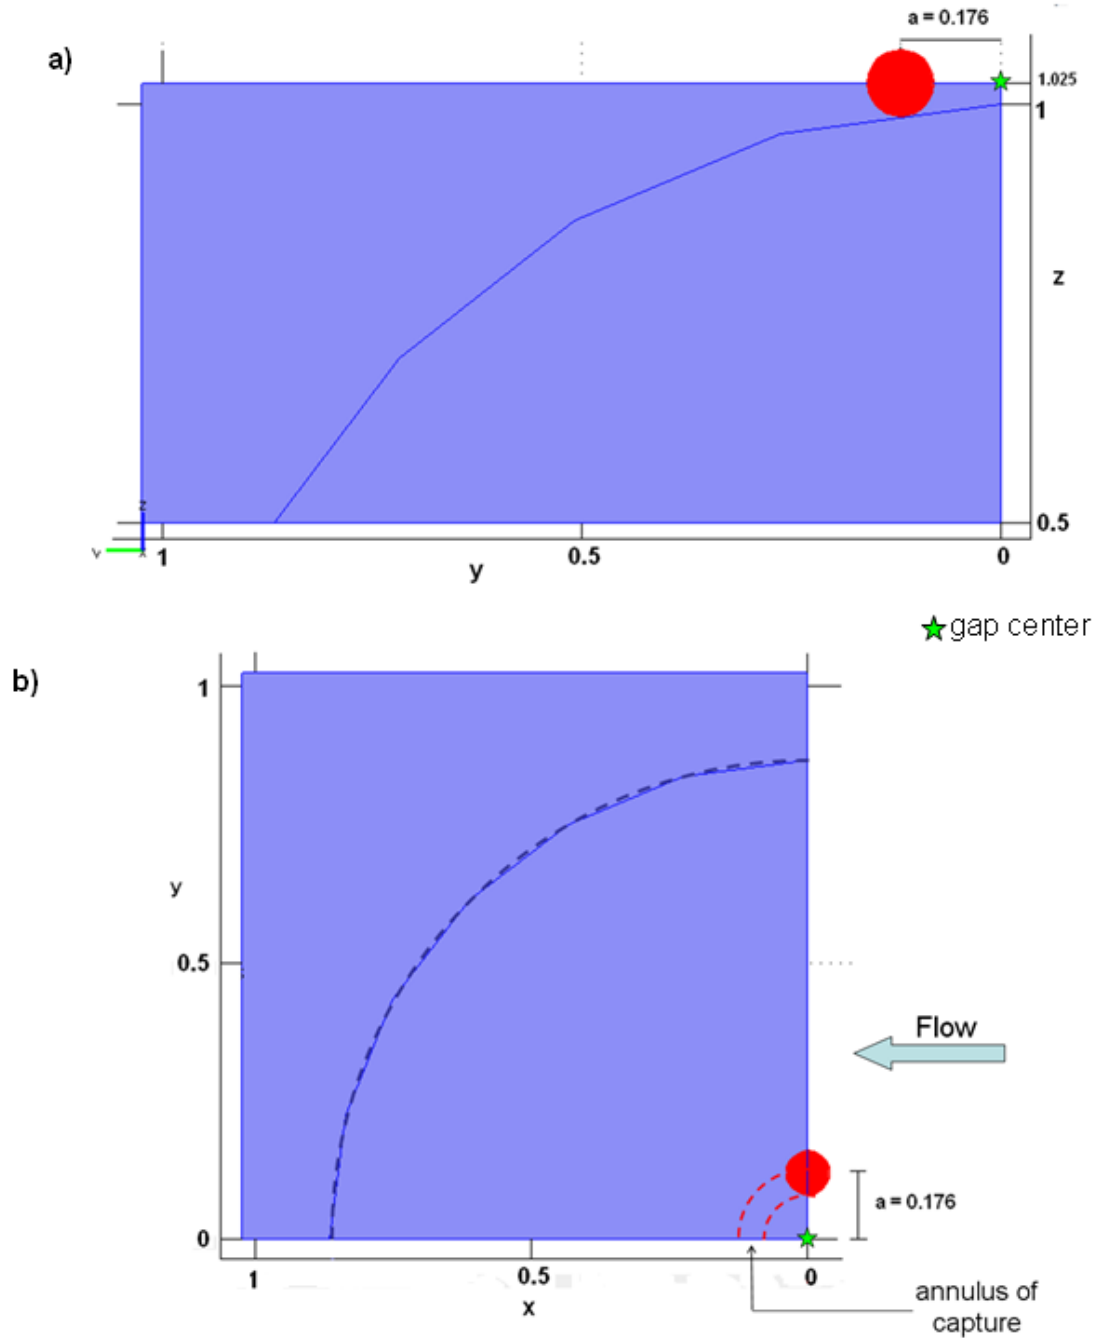 a)
a = 0.176
1.025
1
z
0.5
z
y
x
1
0.5
0
y
gap center
b)
1
y
0.5
Flow
a = 0.176
0
1
0.5
0
x
annulus of
capture